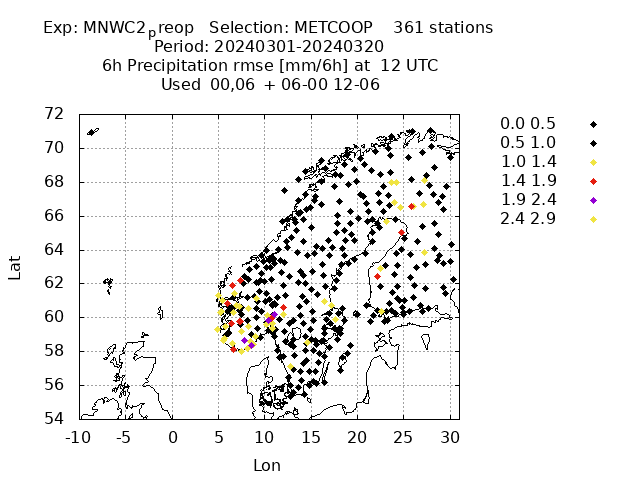 Exp: MNWC2preop Selection: METCOOP 361 stations
Period: 20240301-20240320
6h Precipitation rmse [mm/6h] at 12 UTC
Used 00,06 + 06-00 12-06
72
70
68
66
64
62
60
58
56
54
Lat
-10 -5 0 5 10 15 20 25 30
Lon
0.0 0.5
0.5 1.0
1.0 1.4
1.4 1.9
1.9 2.4
2.4 2.9